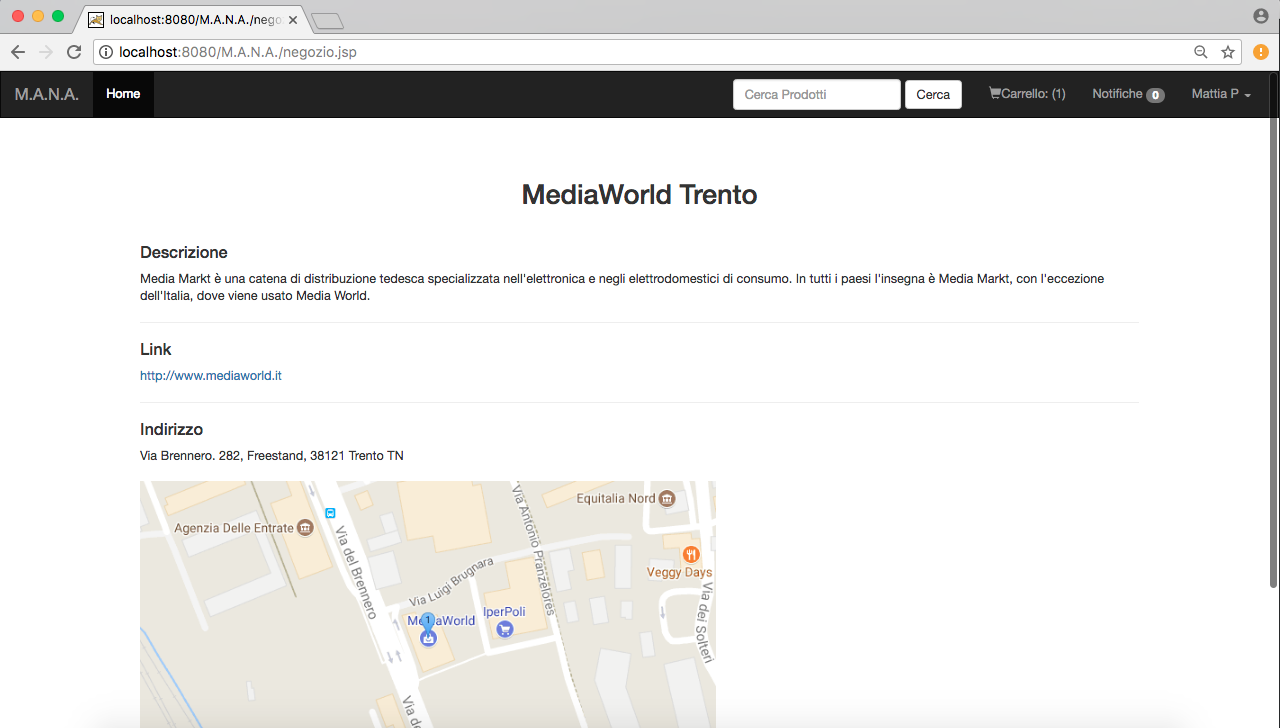 localhost:8080/M.A.N.A./nego
localhost:8080/M.A.N.A./negozio.jsp
M.A.N.A.
Home
Cerca Prodotti
Cerca
Carrello: (1)
Notifiche 0
Mattia P
MediaWorld Trento
Descrizione
Media Markt è una catena di distribuzione tedesca specializzata nell'elettronica e negli elettrodomestici di consumo. In tutti i paesi l'insegna è Media Markt, con l'eccezione
dell'Italia, dove viene usato Media World.
Link
http://www.mediaworld.it
Indirizzo
Via Brennero. 282, Freestand, 38121 Trento TN
Equitalia Nord
Agenzia Delle Entrate
Via del Brennero
Via Antonio Pranzelores
Via Luigi Brugnara
Veggy Days
Via dei Solteri
IperPoli
MediaWorld
1
Via de